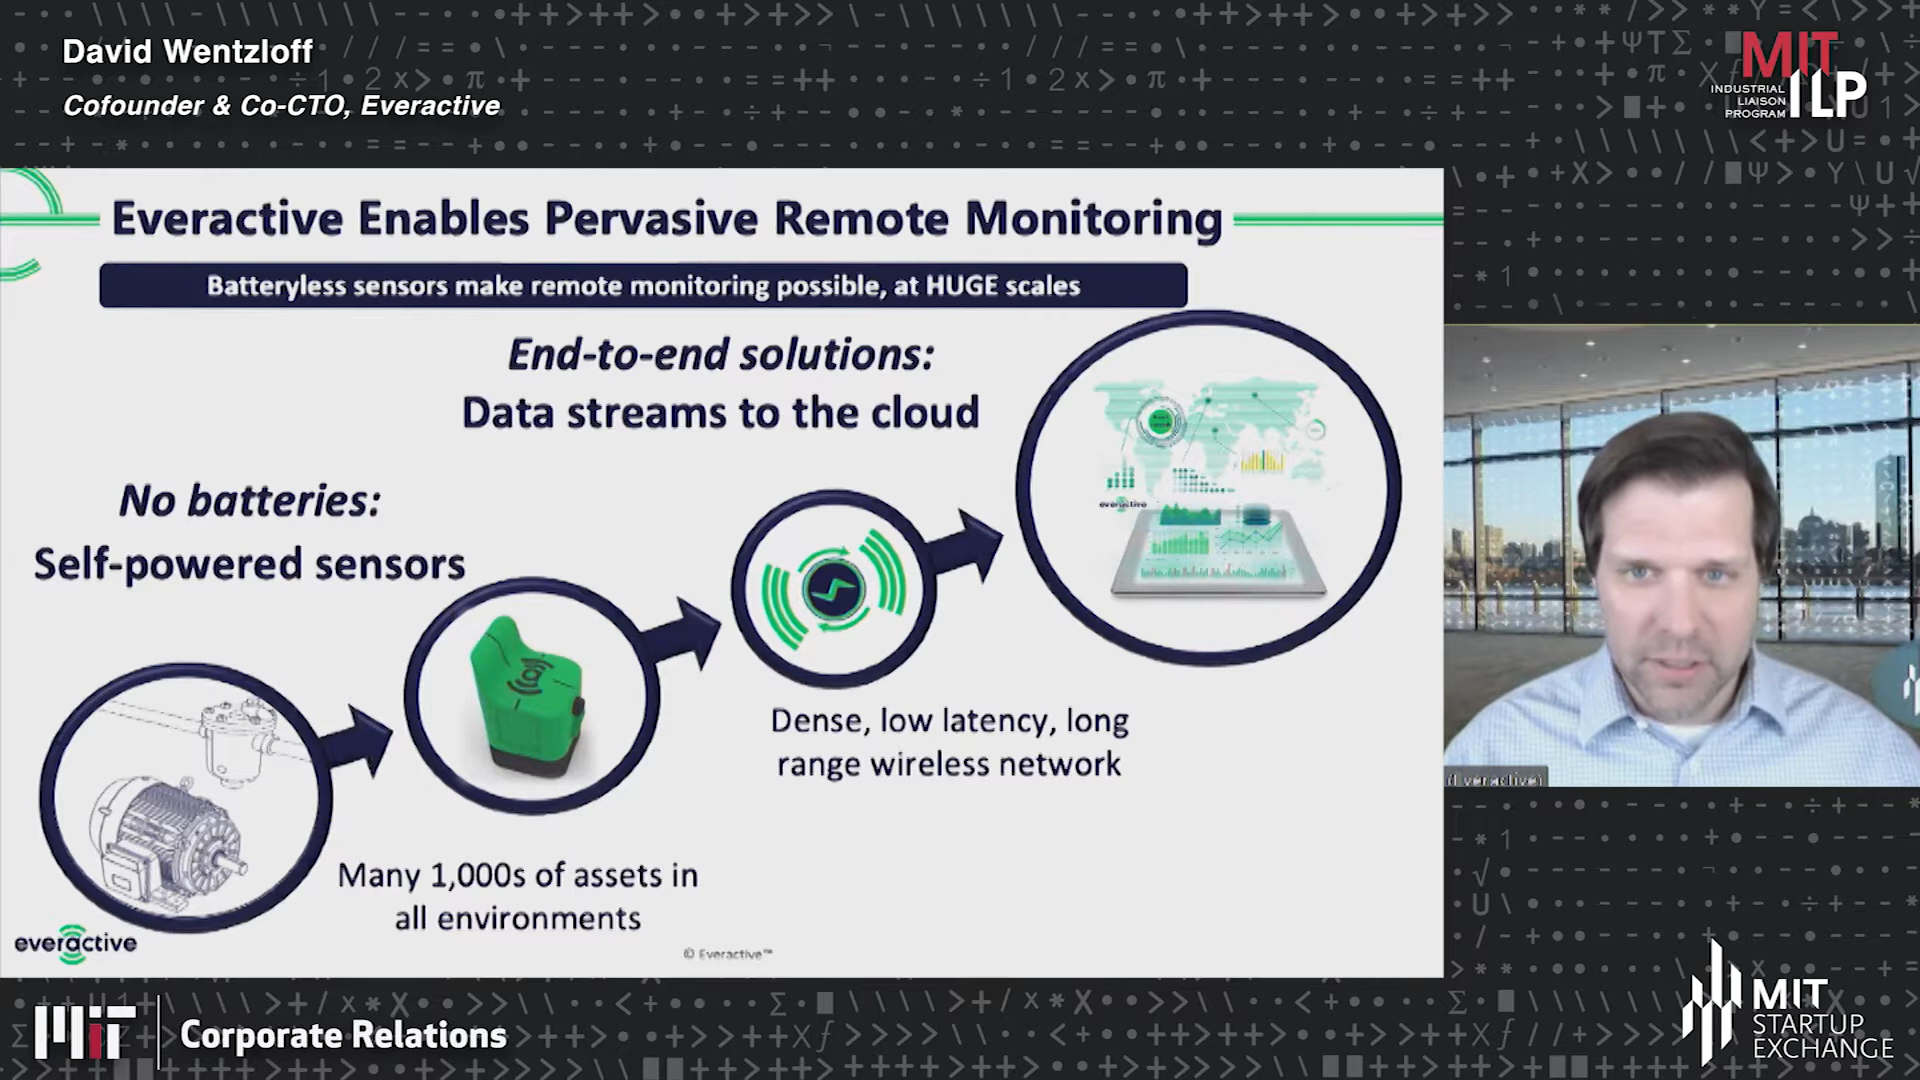 David Wentzloff
Cofounder & Co-CTO, Everactive
MIT
INDUSTRIAL
LIAISON
PROGRAM
ILP
Everactive Enables Pervasive Remote Monitoring
Batteryless sensors make remote monitoring possible, at HUGE scales
End-to-end solutions:
Data streams to the cloud
No batteries:
Self-powered sensors
everactive
Dense, low latency, long
range wireless network
Many 1,000s of assets in
all environments
everactive
© Everactive™
(Everactive)
MIT
Corporate Relations
MIT
STARTUP
EXCHANGE